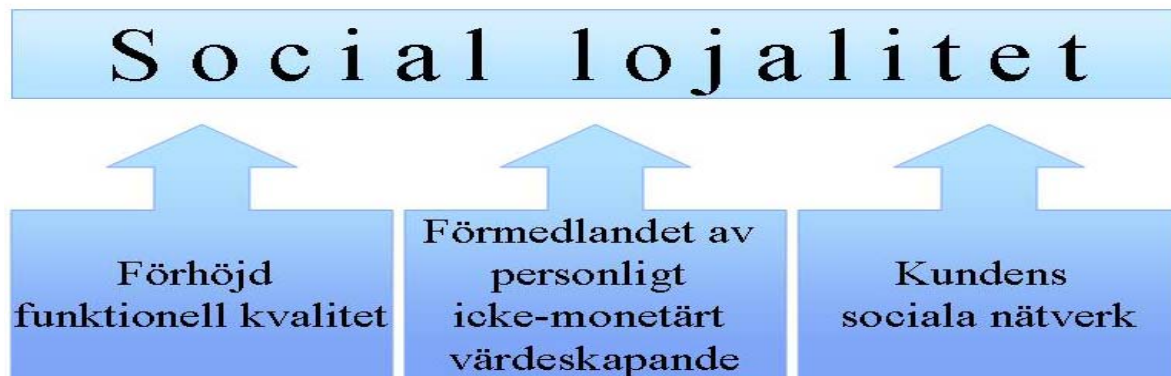 Social lojalitet
Förhöjd
funktionell kvalitet
Förmedlandet av
personligt
icke-monetärt
värdeskapande
Kundens
sociala nätverk